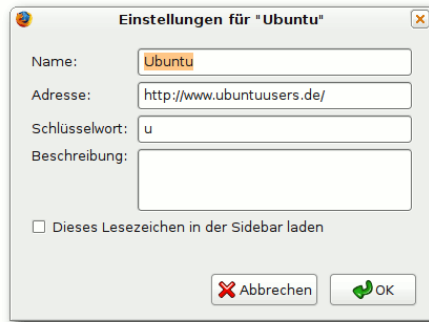 Einstellungen für "Ubuntu"
Name: Ubuntu
Adresse: http://www.ubuntuusers.de/
Schlüsselwort: u
Beschreibung:
Dieses Lesezeichen in der Sidebar laden
Abbrechen OK